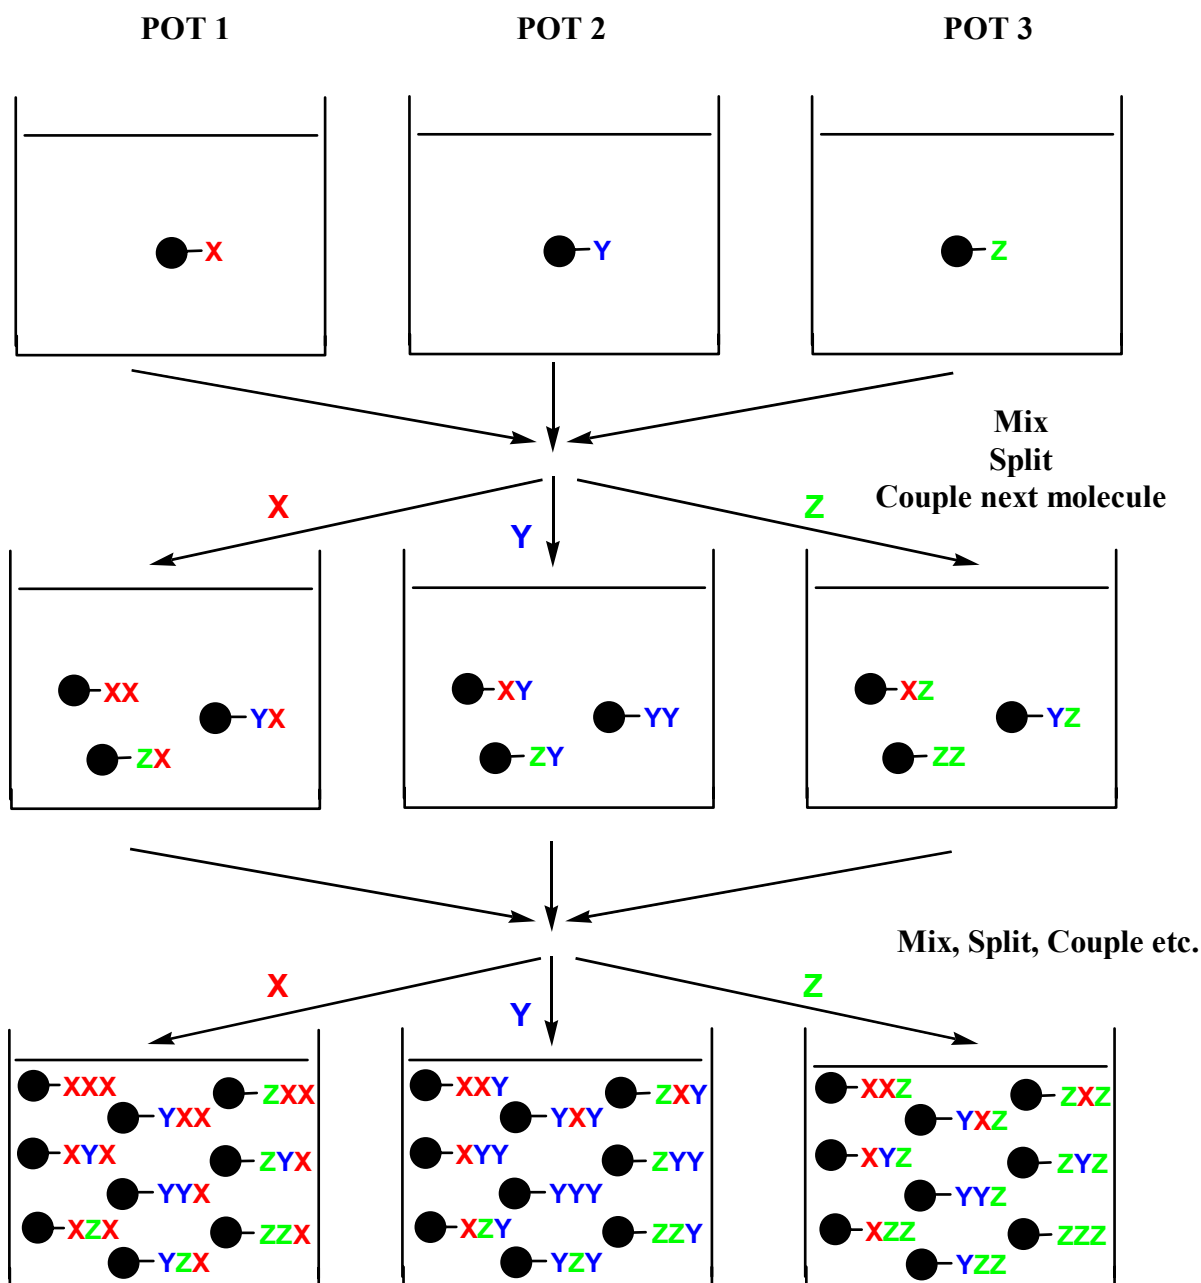 POT 1 POT 2 POT 3
X Y Z
Mix
Split
Couple next molecule
X Y Z
XX YX ZX
XY YY ZY
XZ YZ ZZ
Mix, Split, Couple etc.
X Y Z
XXX ZXX
YXX
XYX ZYX
YYX
XZX ZZX
YZX
XXY ZXY
YXY
XYY ZYY
YYY
XZY ZZY
YZY
XXZ ZXZ
YXZ
XYZ ZYZ
YYZ
XZZ ZZZ
YZZ